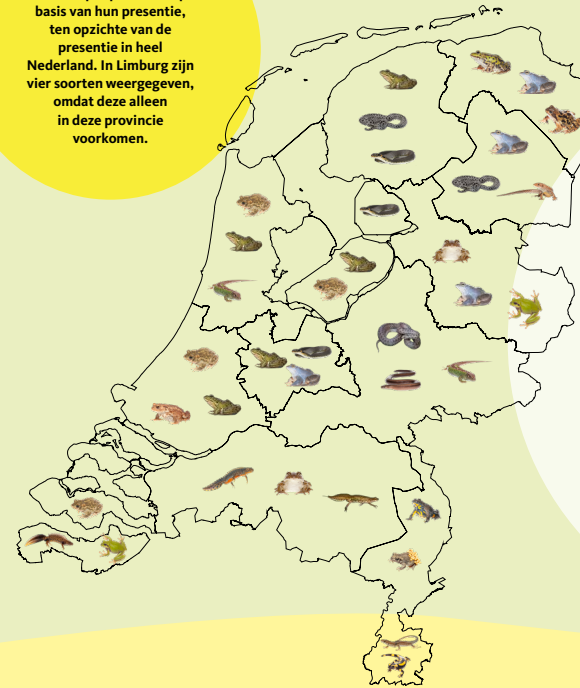 basis van hun presentie,
ten opzichte van de
presentie in heel
Nederland. In Limburg zijn
vier soorten weergegeven,
omdat deze alleen
in deze provincie
voorkomen.